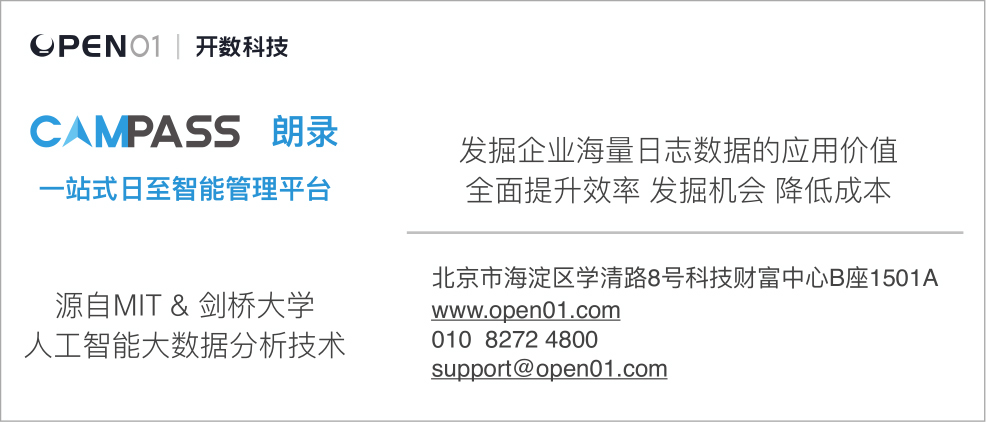 OPEN01 | 开数科技
CAMPASS 朗录
一站式日至智能管理平台
源自MIT & 剑桥大学
人工智能大数据分析技术
发掘企业海量日志数据的应用价值
全面提升效率 发掘机会 降低成本
北京市海淀区学清路8号科技财富中心B座1501A
www.open01.com
010 8272 4800
support@open01.com